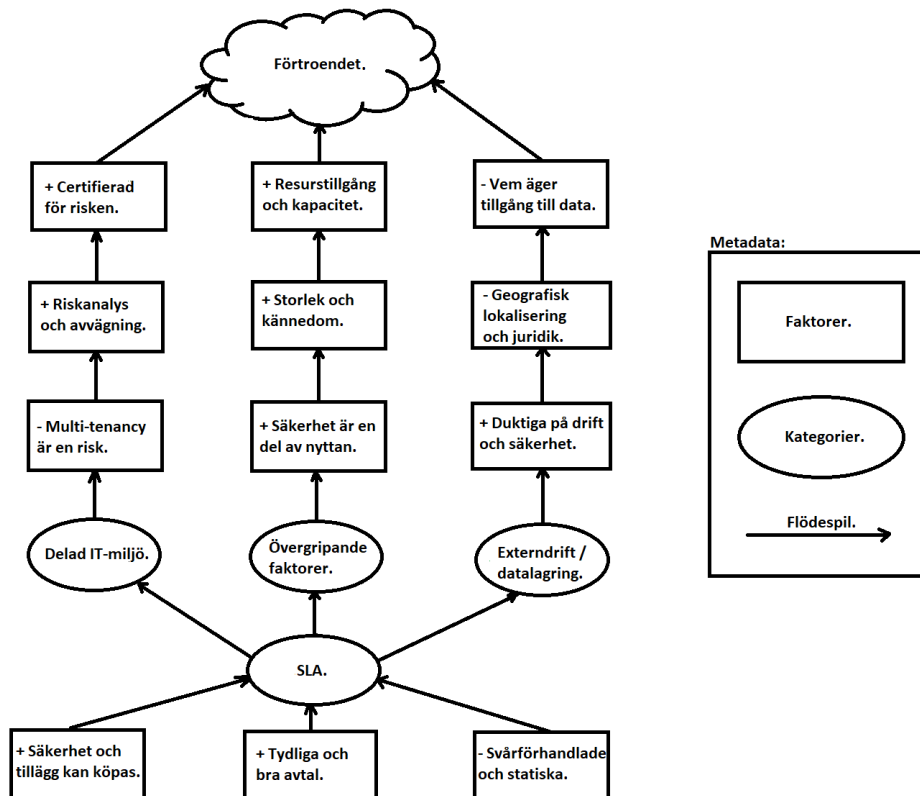 Förtroendet.
+ Certifierad
för risken.
+ Resurstillgång
och kapacitet.
- Vem äger
tillgång till data.
+ Riskanalys
och avvägning.
+ Storlek och
kännedom.
- Geografisk
lokalisering
och juridik.
- Multi-tenancy
är en risk.
+ Säkerhet är en
del av nyttan.
+ Duktiga på drift
och säkerhet.
Delad IT-miljö.
Övergripande
faktorer.
Externdrift /
datalagring.
SLA.
+ Säkerhet och
tillägg kan köpas.
+ Tydliga och
bra avtal.
- Svårförhandlade
och statiska.
Metadata:
Faktorer.
Kategorier.
Flödespil.